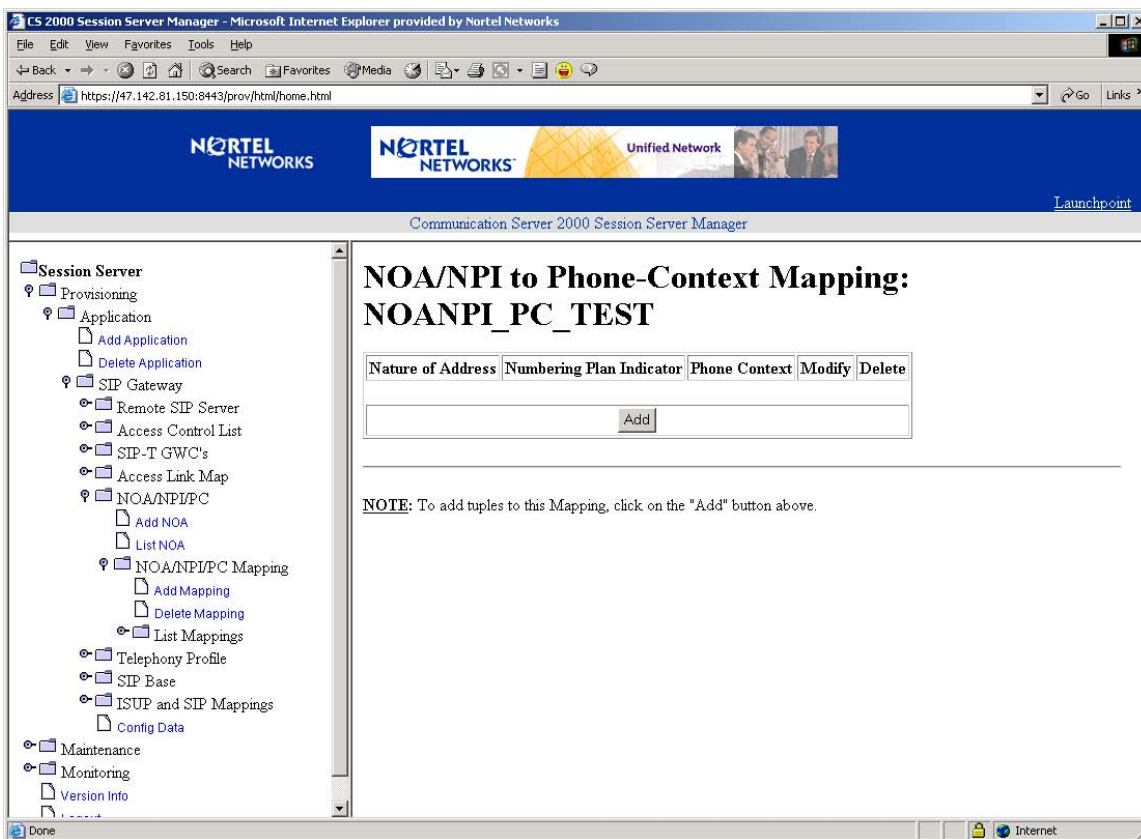 CS 2000 Session Server Manager - Microsoft Internet Explorer provided by Nortel Networks
File Edit View Favorites Tools Help
Back Search Favorites Media
Address https://47.142.81.150:8443/prov/html/home.html Go Links
NORTEL NETWORKS
NORTEL NETWORKS™ Unified Network
Launchpoint
Communication Server 2000 Session Server Manager
Session Server
Provisioning
Application
Add Application
Delete Application
SIP Gateway
Remote SIP Server
Access Control List
SIP-T GWC's
Access Link Map
NOA/NPI/PC
Add NOA
List NOA
NOA/NPI/PC Mapping
Add Mapping
Delete Mapping
List Mappings
Telephony Profile
SIP Base
ISUP and SIP Mappings
Config Data
Maintenance
Monitoring
Version Info
NOA/NPI to Phone-Context Mapping:
NOANPI_PC_TEST
Nature of Address Numbering Plan Indicator Phone Context Modify Delete
Add
NOTE: To add tuples to this Mapping, click on the "Add" button above.
Done Internet